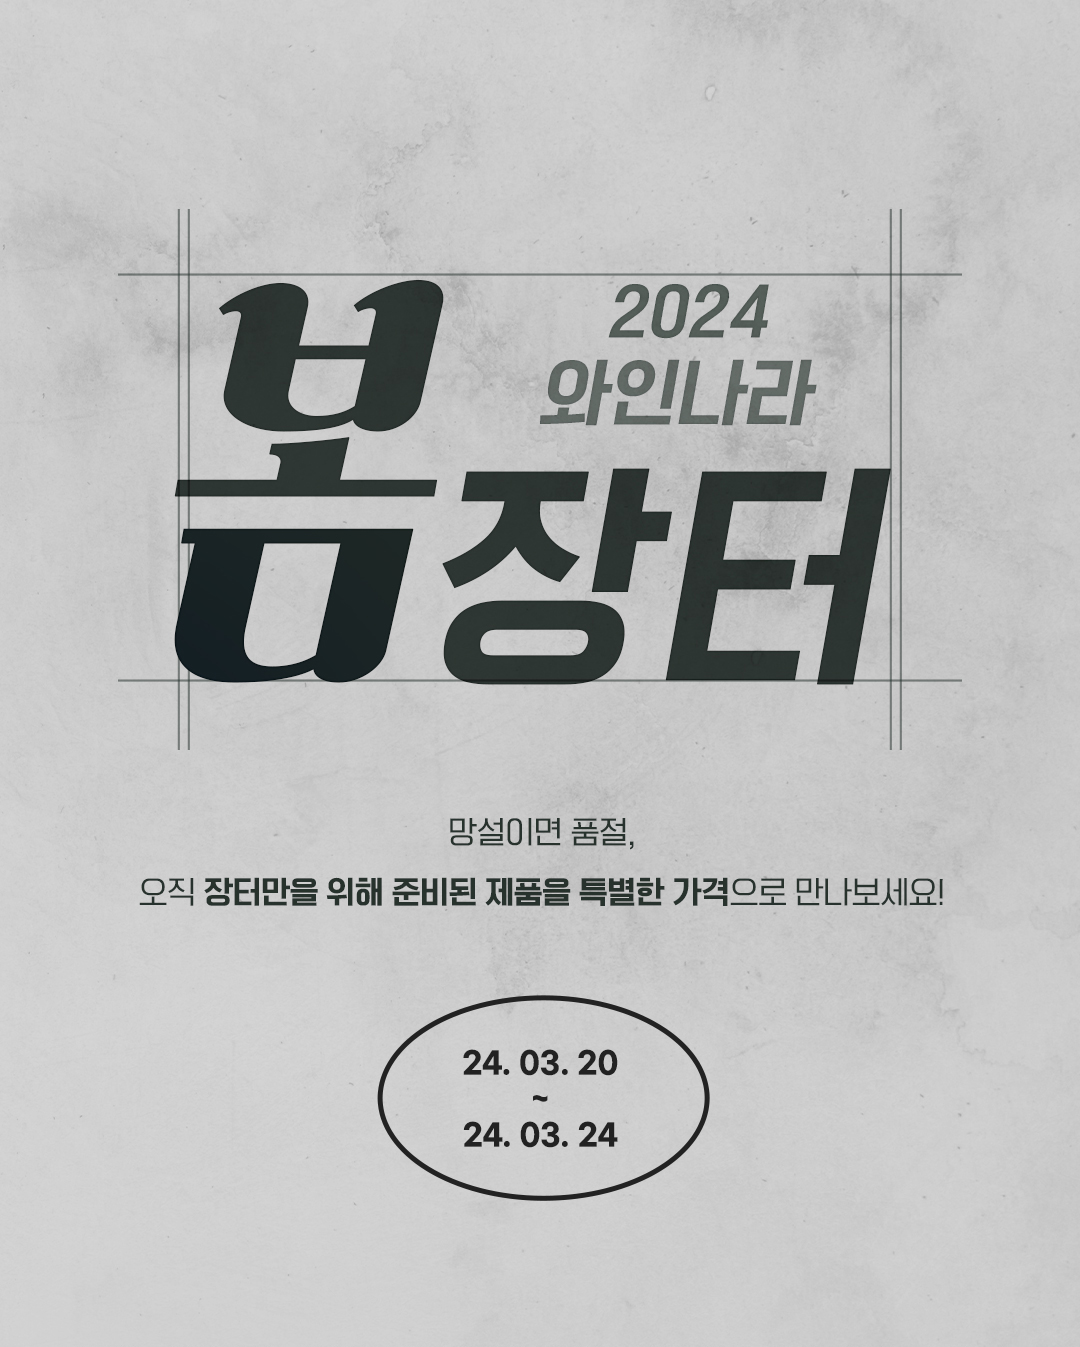 2024
와인나라
봄장터
망설이면 품절,
오직 장터만을 위해 준비된 제품을 특별한 가격으로 만나보세요!
24. 03. 20
~
24. 03. 24